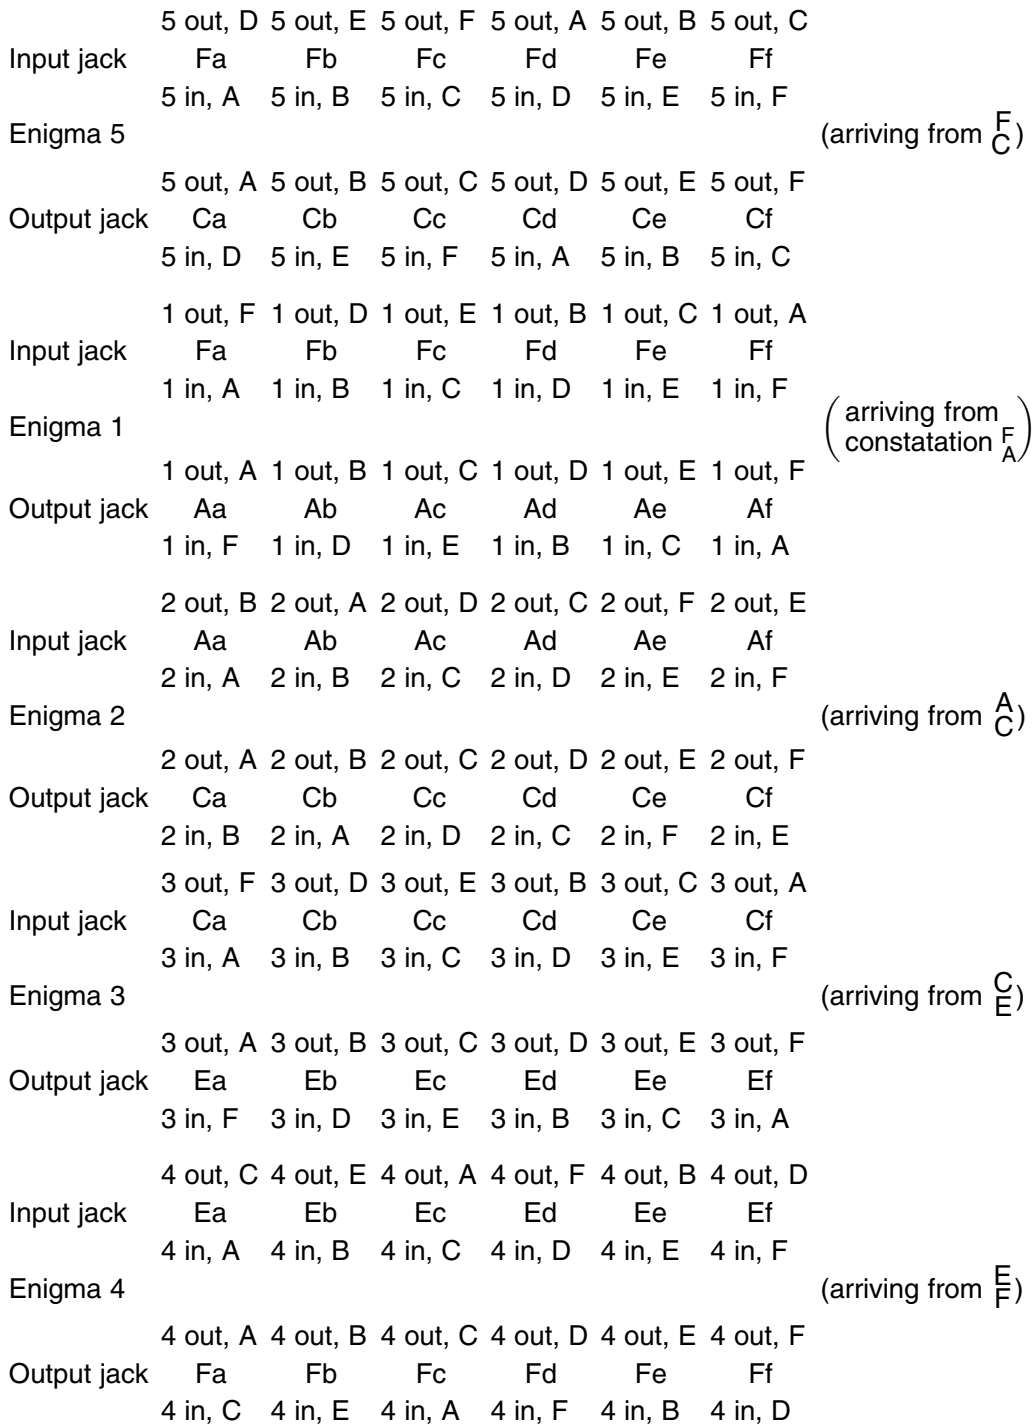 5 out, D 5 out, E 5 out, F 5 out, A 5 out, B 5 out, C
Input jack Fa Fb Fc Fd Fe Ff
5 in, A 5 in, B 5 in, C 5 in, D 5 in, E 5 in, F
Enigma 5 (arriving from F C)
5 out, A 5 out, B 5 out, C 5 out, D 5 out, E 5 out, F
Output jack Ca Cb Cc Cd Ce Cf
5 in, D 5 in, E 5 in, F 5 in, A 5 in, B 5 in, C
1 out, F 1 out, D 1 out, E 1 out, B 1 out, C 1 out, A
Input jack Fa Fb Fc Fd Fe Ff
1 in, A 1 in, B 1 in, C 1 in, D 1 in, E 1 in, F
Enigma 1 (arriving from
constatation F A)
1 out, A 1 out, B 1 out, C 1 out, D 1 out, E 1 out, F
Output jack Aa Ab Ac Ad Ae Af
1 in, F 1 in, D 1 in, E 1 in, B 1 in, C 1 in, A
2 out, B 2 out, A 2 out, D 2 out, C 2 out, F 2 out, E
Input jack Aa Ab Ac Ad Ae Af
2 in, A 2 in, B 2 in, C 2 in, D 2 in, E 2 in, F
Enigma 2 (arriving from A C)
2 out, A 2 out, B 2 out, C 2 out, D 2 out, E 2 out, F
Output jack Ca Cb Cc Cd Ce Cf
2 in, B 2 in, A 2 in, D 2 in, C 2 in, F 2 in, E
3 out, F 3 out, D 3 out, E 3 out, B 3 out, C 3 out, A
Input jack Ca Cb Cc Cd Ce Cf
3 in, A 3 in, B 3 in, C 3 in, D 3 in, E 3 in, F
Enigma 3 (arriving from C E)
3 out, A 3 out, B 3 out, C 3 out, D 3 out, E 3 out, F
Output jack Ea Eb Ec Ed Ee Ef
3 in, F 3 in, D 3 in, E 3 in, B 3 in, C 3 in, A
4 out, C 4 out, E 4 out, A 4 out, F 4 out, B 4 out, D
Input jack Ea Eb Ec Ed Ee Ef
4 in, A 4 in, B 4 in, C 4 in, D 4 in, E 4 in, F
Enigma 4 (arriving from E F)
4 out, A 4 out, B 4 out, C 4 out, D 4 out, E 4 out, F
Output jack Fa Fb Fc Fd Fe Ff
4 in, C 4 in, E 4 in, A 4 in, F 4 in, B 4 in, D